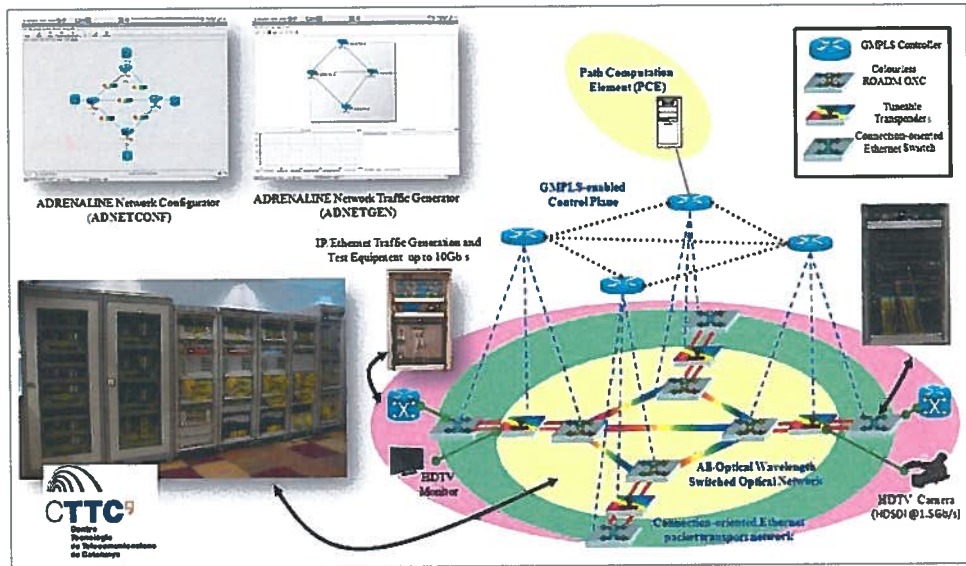 ADRENALINE Network Configurator
(ADNETCONF)
ADRENALINE Network Traffic Generator
(ADNETGEN)
Path Computation
Element (PCE)
GMPLS Controller
Colourless
ROADM OXC
Tuneable
Transponders
Connection-oriented
Ethernet Switch
GMPLS-enabled
Control Plane
IP/Ethernet Traffic Generation and
Test Equipment up to 10Gb/s
HDTV
Monitor
All-Optical Wavelength
Switched Optical Network
HDTV Camera
(HDSDI @1.5Gb/s)
Connection-oriented Ethernet
packet transport network
CTTC
Centre
Tecnològic
de Telecomunicacions
de Catalunya